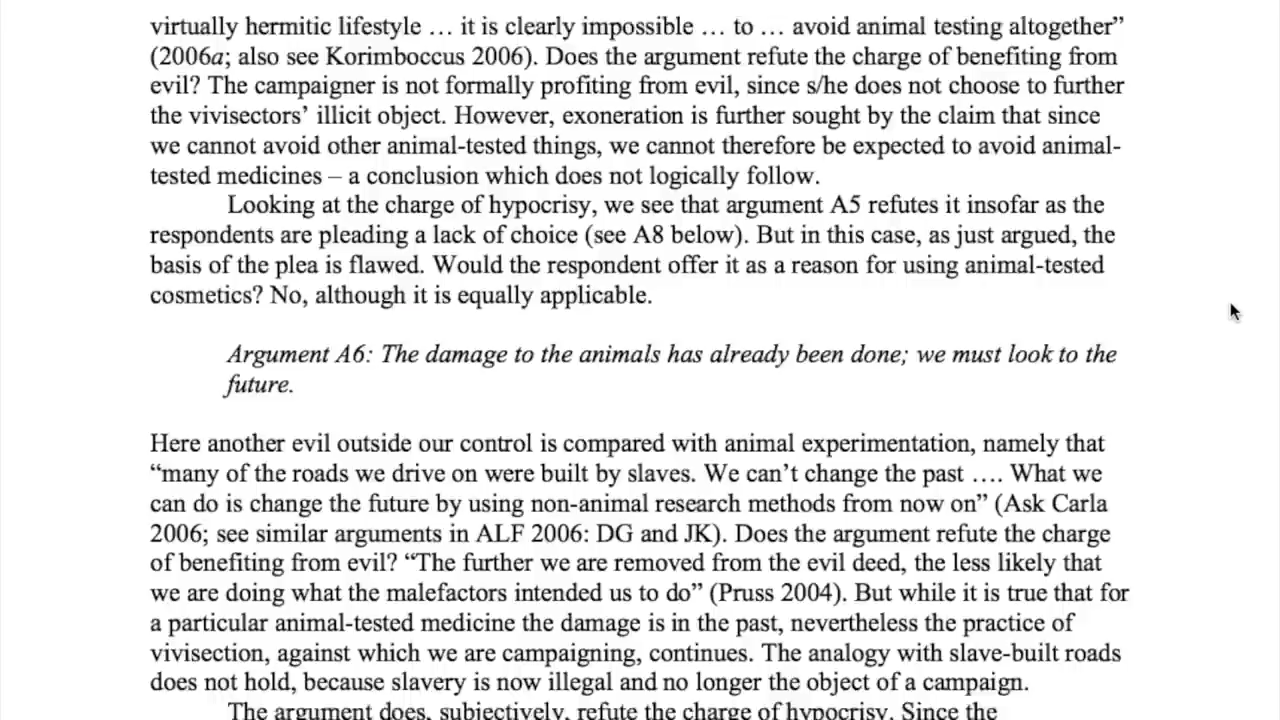 virtually hermitic lifestyle … it is clearly impossible … to … avoid animal testing altogether”
(2006a; also see Korimboccus 2006). Does the argument refute the charge of benefiting from
evil? The campaigner is not formally profiting from evil, since s/he does not choose to further
the vivisectors’ illicit object. However, exoneration is further sought by the claim that since
we cannot avoid other animal-tested things, we cannot therefore be expected to avoid animal-
tested medicines – a conclusion which does not logically follow.
Looking at the charge of hypocrisy, we see that argument A5 refutes it insofar as the
respondents are pleading a lack of choice (see A8 below). But in this case, as just argued, the
basis of the plea is flawed. Would the respondent offer it as a reason for using animal-tested
cosmetics? No, although it is equally applicable.
Argument A6: The damage to the animals has already been done; we must look to the
future.
Here another evil outside our control is compared with animal experimentation, namely that
“many of the roads we drive on were built by slaves. We can’t change the past …. What we
can do is change the future by using non-animal research methods from now on” (Ask Carla
2006; see similar arguments in ALF 2006: DG and JK). Does the argument refute the charge
of benefiting from evil? “The further we are removed from the evil deed, the less likely that
we are doing what the malefactors intended us to do” (Pruss 2004). But while it is true that for
a particular animal-tested medicine the damage is in the past, nevertheless the practice of
vivisection, against which we are campaigning, continues. The analogy with slave-built roads
does not hold, because slavery is now illegal and no longer the object of a campaign.
The argument does, subjectively, refute the charge of hypocrisy. Since the